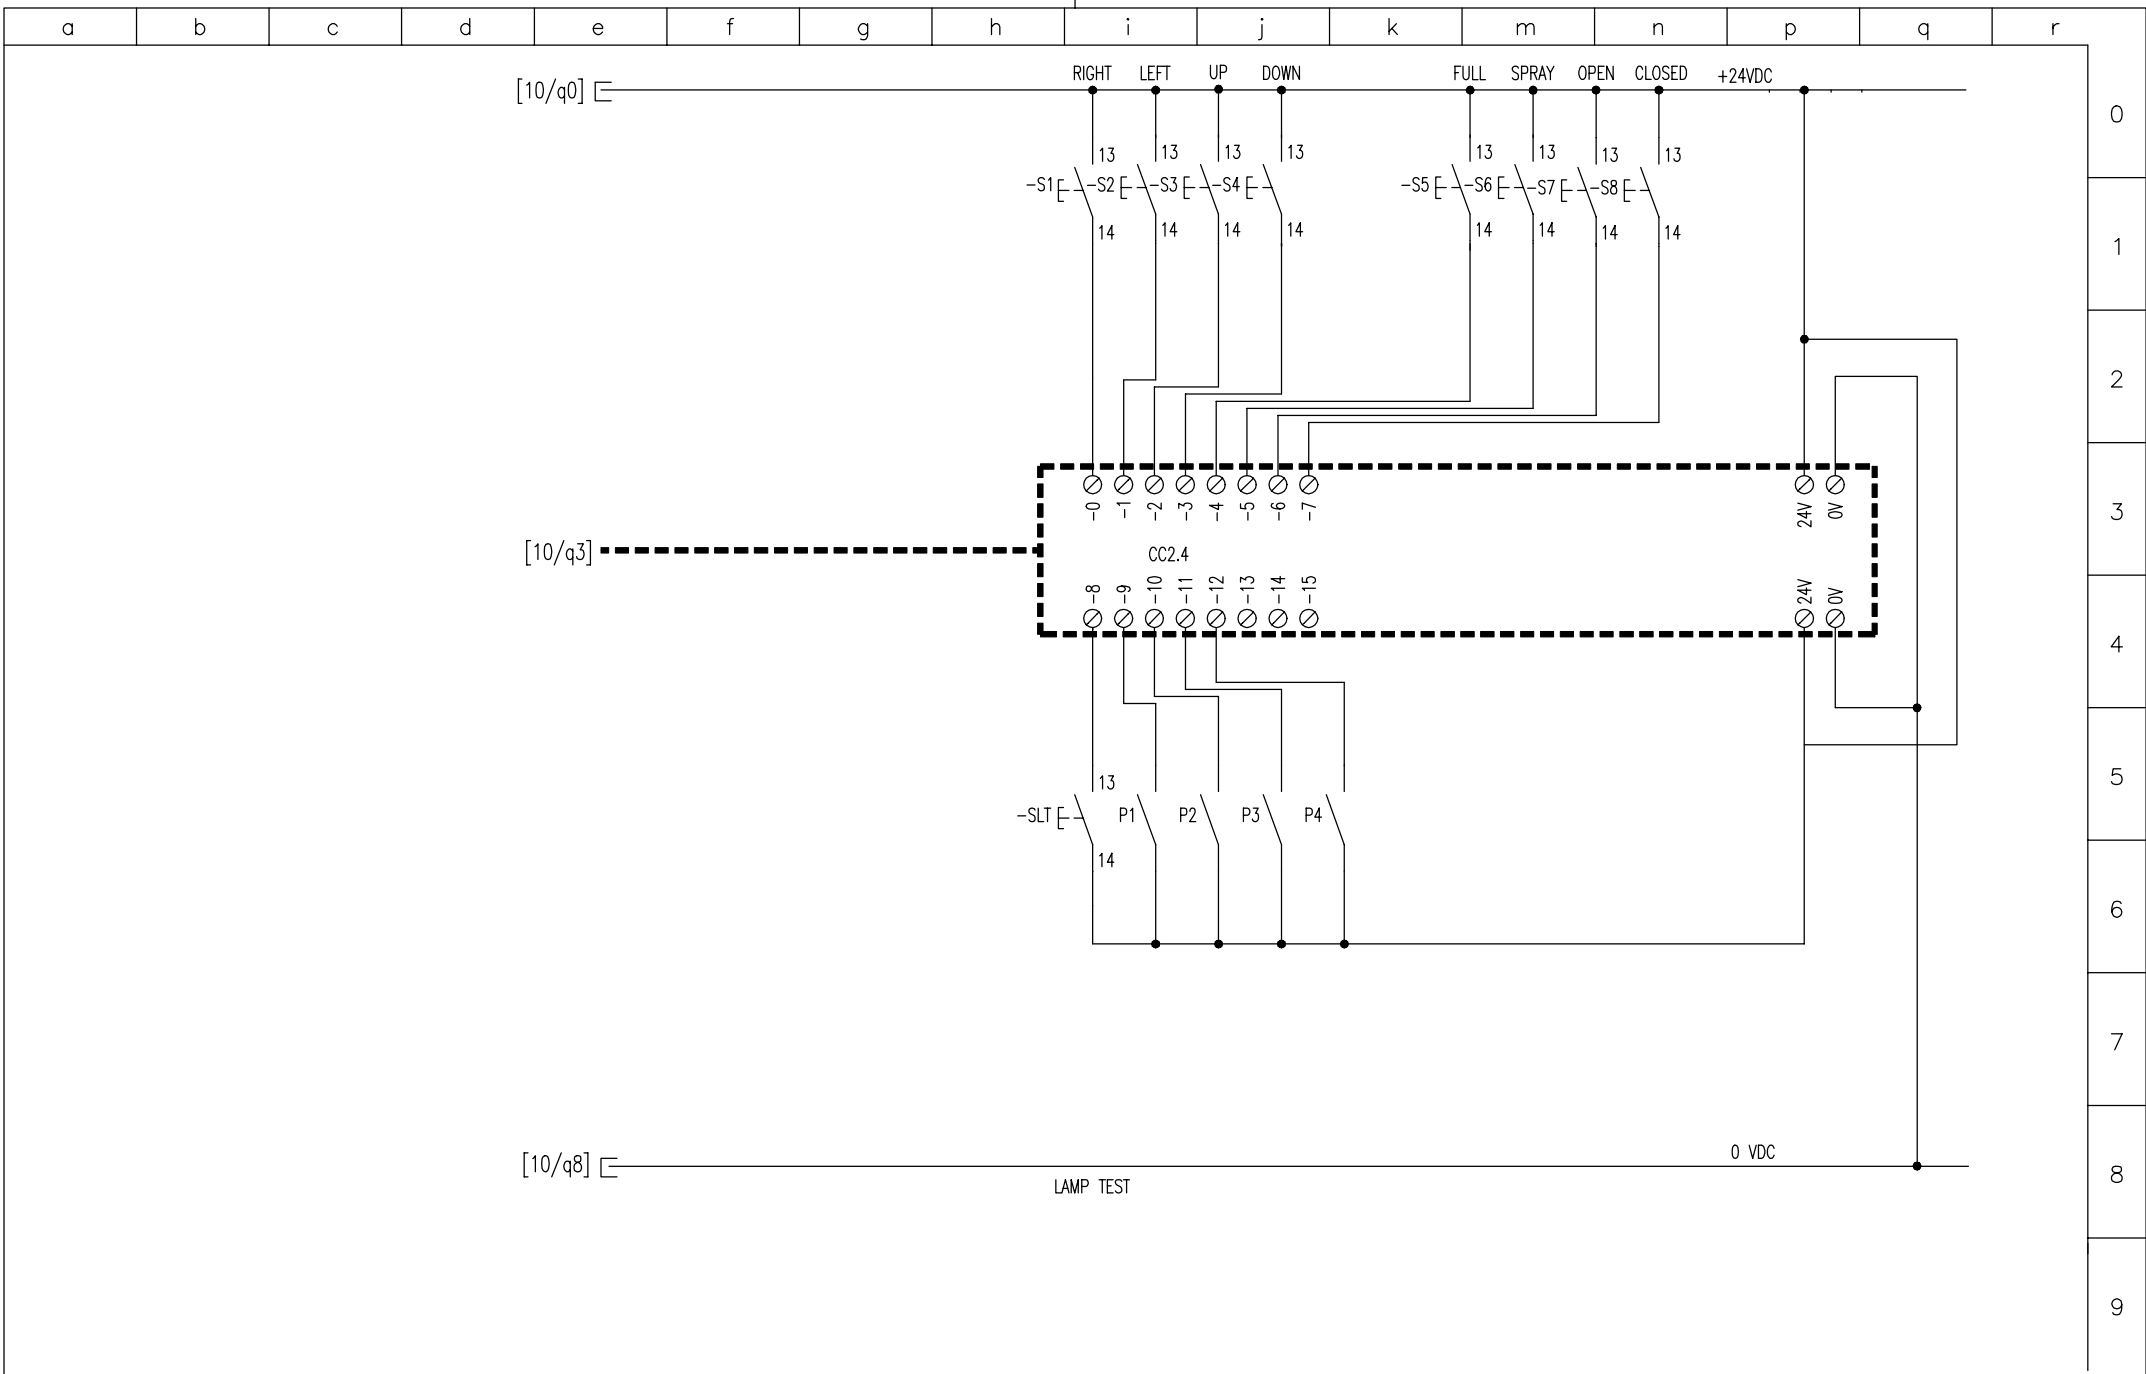 a b c d e f g h i j k m n p q r
RIGHT LEFT UP DOWN FULL SPRAY OPEN CLOSED +24VDC
[10/q0]
0
13 13 13 13 13 13 13 13
-S1 -S2 -S3 -S4 -S5 -S6 -S7 -S8
14 14 14 14 14 14 14 14
1
2
-0 -1 -2 -3 -4 -5 -6 -7 24V 0V
3
[10/q3]
CC2.4
-8 -9 -10 -11 -12 -13 -14 -15 24V 0V
4
13
5
-SLT P1 P2 P3 P4
14
6
7
0 VDC
[10/q8]
8
LAMP TEST
9